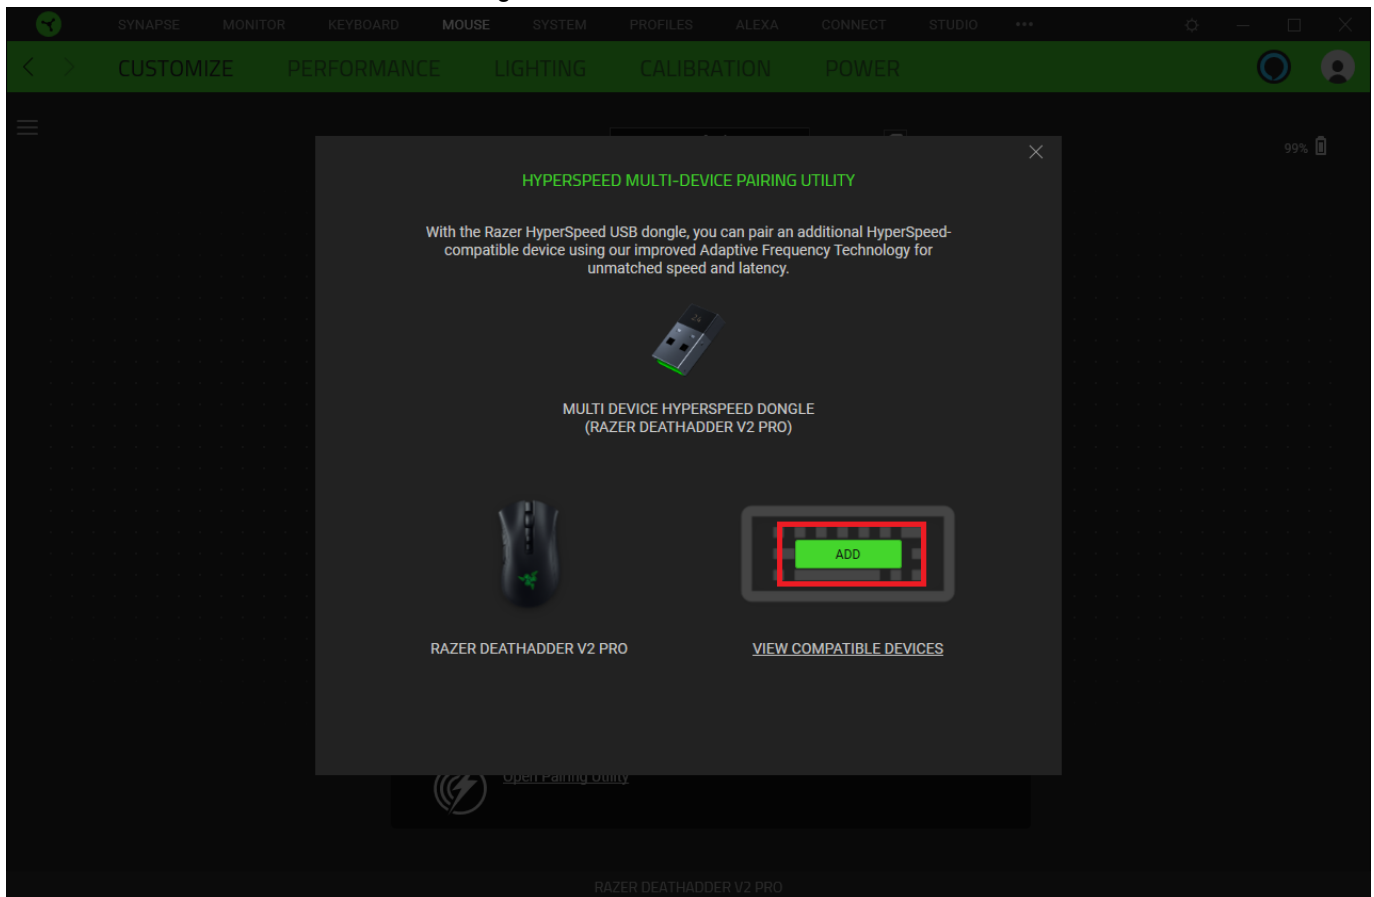 SYNAPSE MONITOR KEYBOARD MOUSE SYSTEM PROFILES ALEXA CONNECT STUDIO
CUSTOMIZE PERFORMANCE LIGHTING CALIBRATION POWER
99%
HYPERSPEED MULTI-DEVICE PAIRING UTILITY
With the Razer HyperSpeed USB dongle, you can pair an additional HyperSpeed-
compatible device using our improved Adaptive Frequency Technology for
unmatched speed and latency.
MULTI DEVICE HYPERSPEED DONGLE
(RAZER DEATHADDER V2 PRO)
ADD
RAZER DEATHADDER V2 PRO
VIEW COMPATIBLE DEVICES
Open Pairing Utility
RAZER DEATHADDER V2 PRO